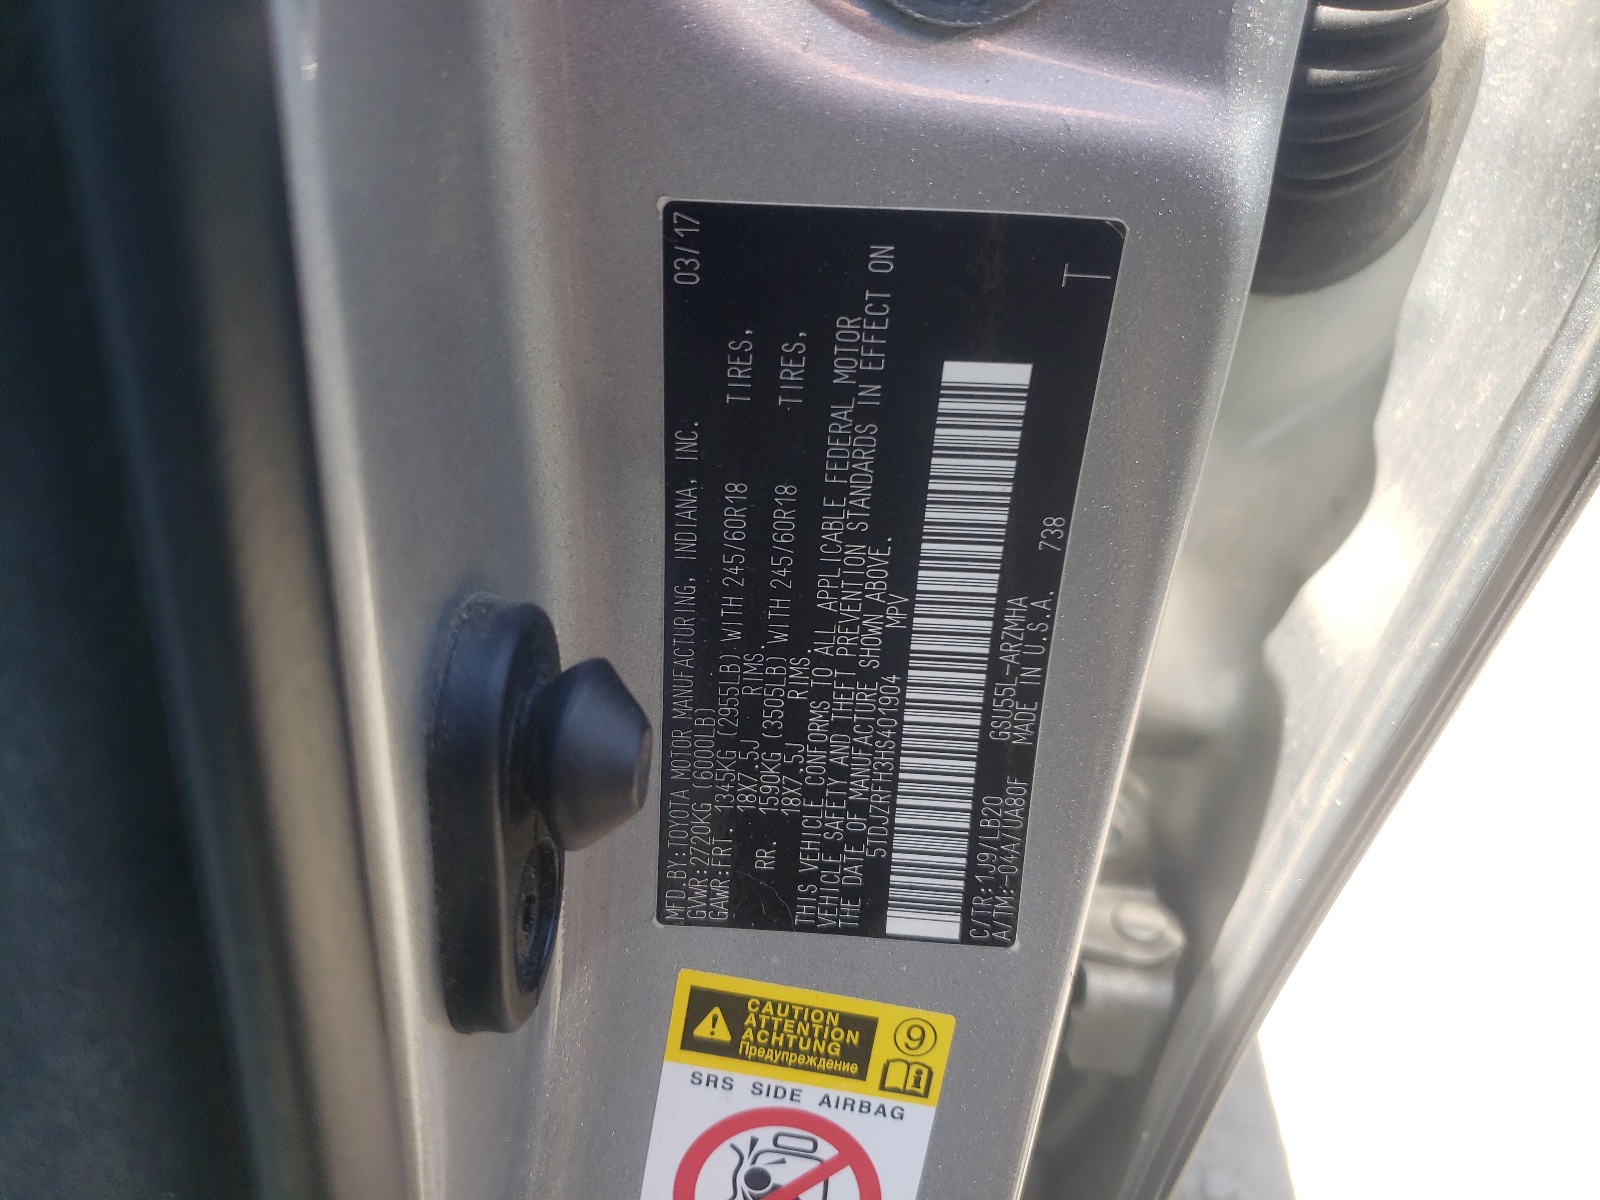 MFD.BY:TOYOTA MOTOR MANUFACTURING, INDIANA, INC. 03/17
GVWR:2720KG (6000LB)
GAWR:FRT. 1345KG (2955LB) WITH 245/60R18 TIRES,
18X7.5J RIMS.
RR. 1590KG (3505LB) WITH 245/60R18 TIRES,
18X7.5J RIMS.
THIS VEHICLE CONFORMS TO ALL APPLICABLE FEDERAL MOTOR
VEHICLE SAFETY AND THEFT PREVENTION STANDARDS IN EFFECT ON
THE DATE OF MANUFACTURE SHOWN ABOVE.
5TDJZRFH3HS401904 MPV
C/TR:1J9/LB20 GSU55L-ARZMHA
A/TM:-04A/UA80F MADE IN U.S.A. 738
T
CAUTION
ATTENTION
ACHTUNG
Предупреждение
9
SRS SIDE AIRBAG